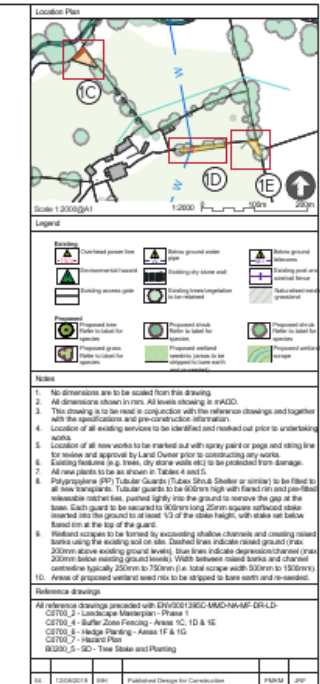 Location Plan
1C
1D
1E
Scale 1:2000@A1
1:2000
100m
200m
Legend
Existing
Overhead power line
Below ground water
pipe
Below ground
telecoms
Environmental hazard
Existing dry stone wall
Existing post and
Existing access gate
Existing trees/vegetation
to be retained
grassland
Proposed
Proposed tree
Refer to label for
species
Proposed shrub
Refer to label for
species
Proposed shrub
Refer to label for
species
Proposed grass
Refer to label for
species
Proposed wetland
seedmix (areas to be
stripped to bare earth
Proposed wetland
scrape
Notes
1. No dimensions are to be scaled from this drawing.
2. All dimensions shown in mm. All levels showing in mAOD.
3. This drawing is to be read in conjunction with the reference drawings and together
with the specifications and pre-construction information.
4. Location of all existing services to be identified and marked out prior to undertaking
works.
5. Location of all new works to be marked out with spray paint or pegs and string line
for review and approval by Land Owner prior to constructing any works.
6. Existing features (e.g. trees, dry stone walls etc) to be protected from damage.
7. All new plants to be as shown in Tables 4 and 5.
8. Polypropylene (PP) Tubular Guards (Tubex Shrub Shelter or similar) to be fitted to
all new transplants. Tubular guards to be 600mm high with flared rim and pre-fitted
releasable ratchet ties, pushed lightly into the ground to remove the gap at the
base. Each guard to be secured to 900mm long 25mm square softwood stake
inserted into the ground to at least 1/3 of the stake height, with stake set below
flared rim at the top of the guard.
9. Wetland scrapes to be formed by excavating shallow channels and creating raised
banks using the existing soil on site. Dashed lines indicate raised ground (max
200mm above existing ground levels), blue lines indicate depression/channel (max
200mm below existing ground levels). Width between raised banks and channel
centreline typically 250mm to 750mm (i.e. total scrape width 500mm to 1500mm).
10. Areas of proposed wetland seed mix to be stripped to bare earth and re-seeded.
Reference drawings
All reference drawings preceded with ENV0001295C-MMD-NA-MF-DR-LD-
C0700_2 - Landscape Masterplan - Phase 1
C0700_4 - Buffer Zone Fencing - Areas 1C, 1D & 1E
C0700_6 - Hedge Planting - Areas 1F & 1G
C0700_7 - Hazard Plan
B0200_5 - SD - Tree Stake and Planting
04 12/08/2019 Published Design for Construction